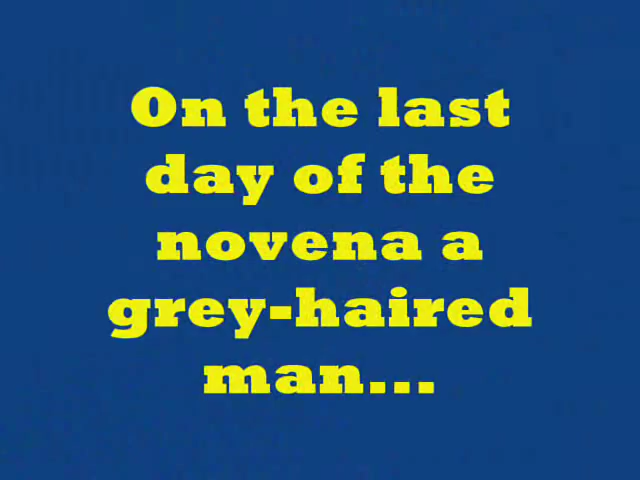 On the last
day of the
novena a
grey-haired
man...